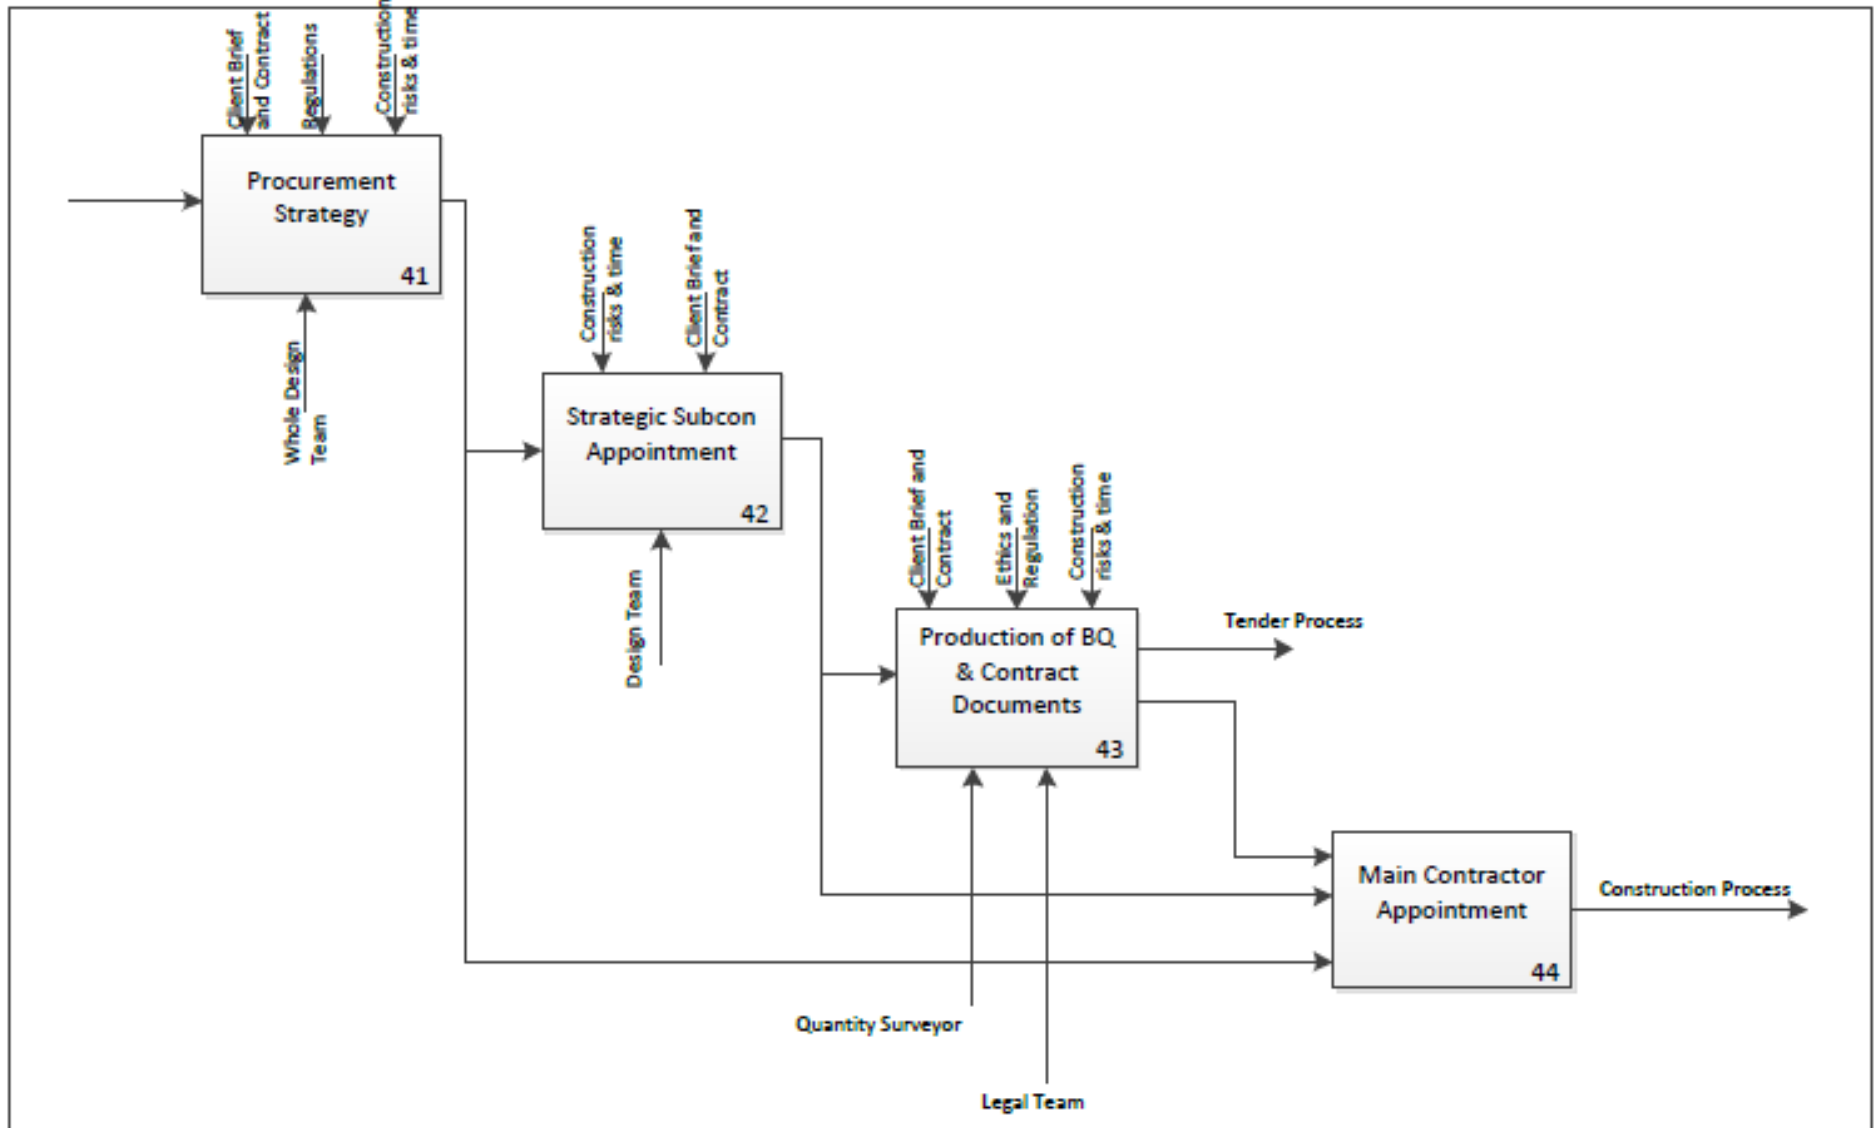 Client Brief
and Contract
Regulations
Construction
risks & time
Procurement
Strategy
41
Whole Design
Team
Construction
risks & time
Client Brief and
Contract
Strategic Subcon
Appointment
42
Design Team
Client Brief and
Contract
Ethics and
Regulation
Construction
risks & time
Production of BQ
& Contract
Documents
43
Tender Process
Main Contractor
Appointment
44
Construction Process
Quantity Surveyor
Legal Team